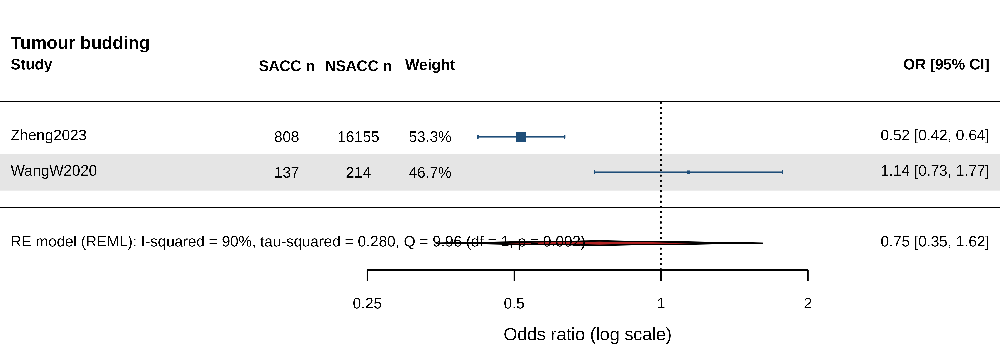 Tumour budding
Study SACC n NSACC n Weight OR [95% CI]
Zheng2023 808 16155 53.3% 0.52 [0.42, 0.64]
WangW2020 137 214 46.7% 1.14 [0.73, 1.77]
RE model (REML): I-squared = 90%, tau-squared = 0.280, Q = 9.96 (df = 1, p = 0.002) 0.75 [0.35, 1.62]
0.25 0.5 1 2
Odds ratio (log scale)